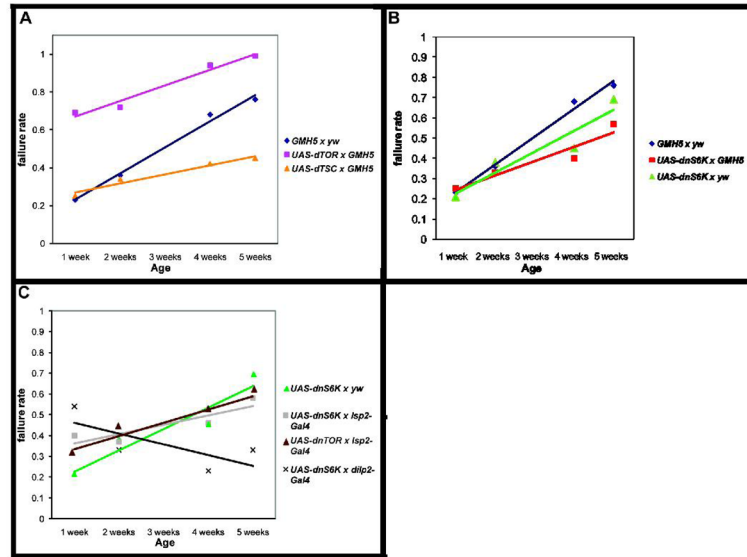 A
failure rate
1
0.8
0.6
0.4
0.2
0
1 week 2 weeks 3 weeks 4 weeks 5 weeks
Age
GMH5 x yw
UAS-dTOR x GMH5
UAS-dTSC x GMH5
B
failure rate
1
0.9
0.8
0.7
0.6
0.5
0.4
0.3
0.2
0.1
0
1 week 2 weeks 3 weeks 4 weeks 5 weeks
Age
GMH5 x yw
UAS-dnS6K x GMH5
UAS-dnS6K x yw
C
failure rate
1
0.9
0.8
0.7
0.6
0.5
0.4
0.3
0.2
0.1
0
1 week 2 weeks 3 weeks 4 weeks 5 weeks
Age
UAS-dnS6K x yw
UAS-dnS6K x lsp2-
Gal4
UAS-dnTOR x lsp2-
Gal4
UAS-dnS6K x dilp2-
Gal4